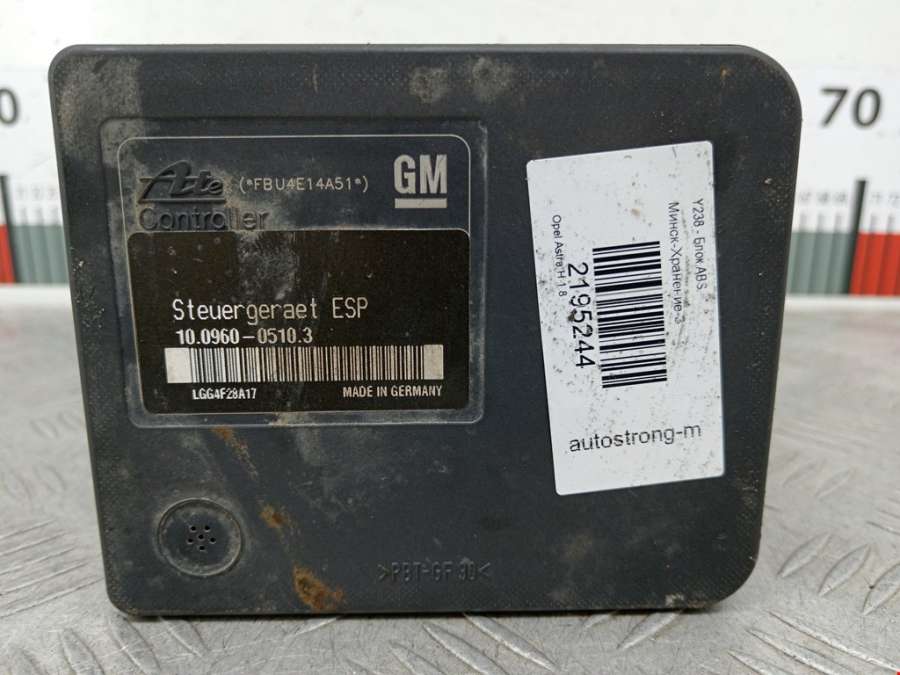 0
70
Ate
(*FBU4E14A51*)
GM
Controller
Steuergeraet ESP
10.0960-0510.3
LGG4F28A17
MADE IN GERMANY
>PBT-GF 30<
Y238 - Блок ABS
Минск-Хранение-3
2195244
Opel Astra H 1.8
autostrong-m